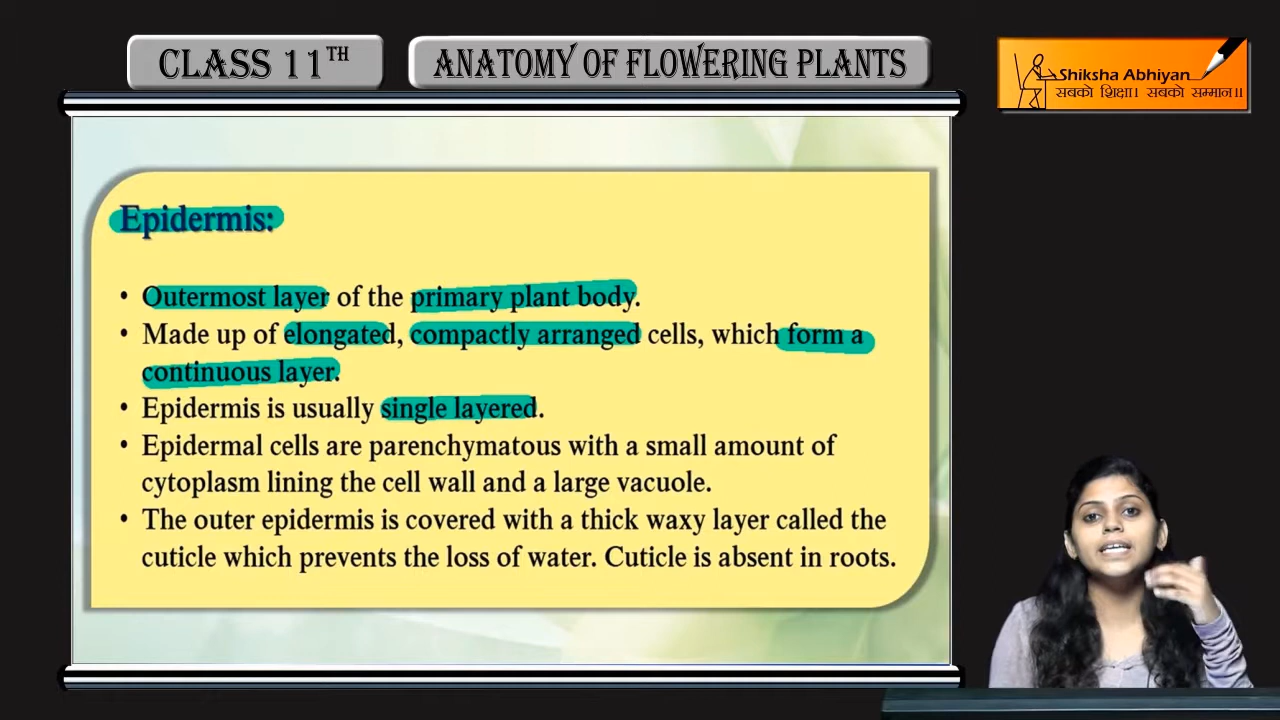 CLASS 11TH
ANATOMY OF FLOWERING PLANTS
Shiksha Abhiyan
सबको शिक्षा। सबको सम्मान॥
Epidermis:
• Outermost layer of the primary plant body.
• Made up of elongated, compactly arranged cells, which form a
continuous layer.
• Epidermis is usually single layered.
• Epidermal cells are parenchymatous with a small amount of
cytoplasm lining the cell wall and a large vacuole.
• The outer epidermis is covered with a thick waxy layer called the
cuticle which prevents the loss of water. Cuticle is absent in roots.